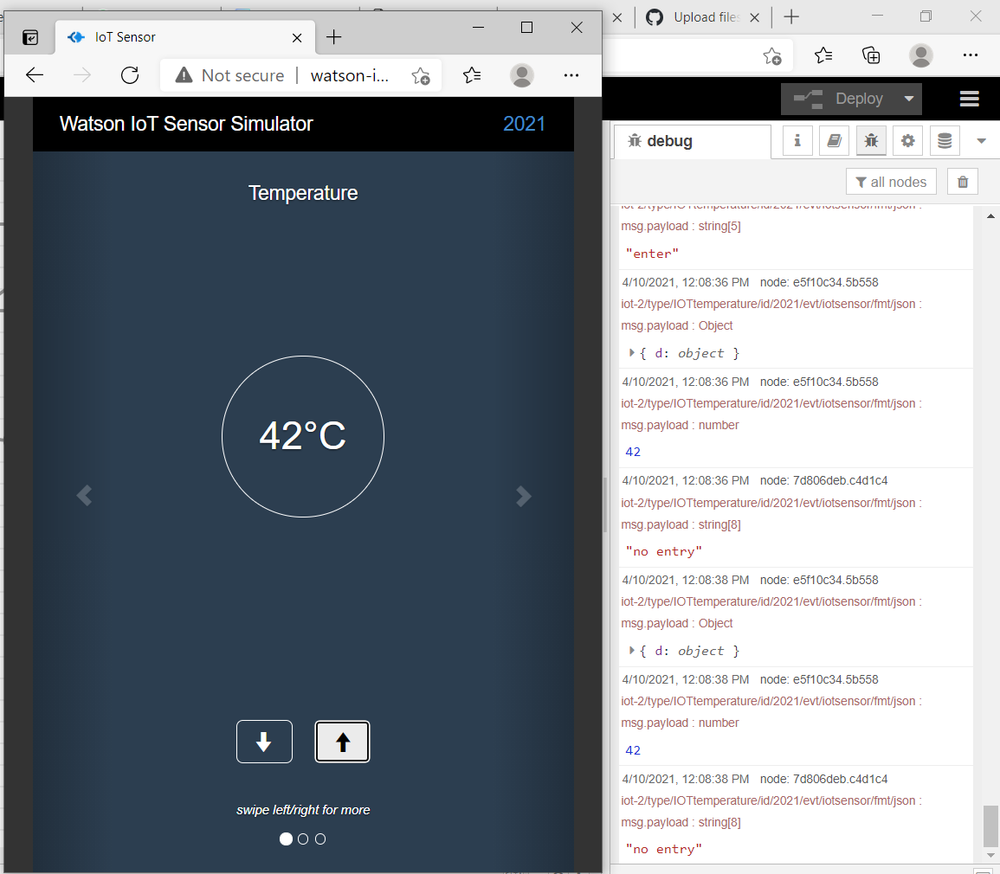 IoT Sensor
Upload files
Not secure
watson-i...
Watson IoT Sensor Simulator
2021
Temperature
42°C
swipe left/right for more
Deploy
debug
i
all nodes
iot-2/type/IOTtemperature/id/2021/evt/iotsensor/fmt/json :
msg.payload : string[5]
"enter"
4/10/2021, 12:08:36 PM node: e5f10c34.5b558
iot-2/type/IOTtemperature/id/2021/evt/iotsensor/fmt/json :
msg.payload : Object
{ d: object }
4/10/2021, 12:08:36 PM node: e5f10c34.5b558
iot-2/type/IOTtemperature/id/2021/evt/iotsensor/fmt/json :
msg.payload : number
42
4/10/2021, 12:08:36 PM node: 7d806deb.c4d1c4
iot-2/type/IOTtemperature/id/2021/evt/iotsensor/fmt/json :
msg.payload : string[8]
"no entry"
4/10/2021, 12:08:38 PM node: e5f10c34.5b558
iot-2/type/IOTtemperature/id/2021/evt/iotsensor/fmt/json :
msg.payload : Object
{ d: object }
4/10/2021, 12:08:38 PM node: e5f10c34.5b558
iot-2/type/IOTtemperature/id/2021/evt/iotsensor/fmt/json :
msg.payload : number
42
4/10/2021, 12:08:38 PM node: 7d806deb.c4d1c4
iot-2/type/IOTtemperature/id/2021/evt/iotsensor/fmt/json :
msg.payload : string[8]
"no entry"